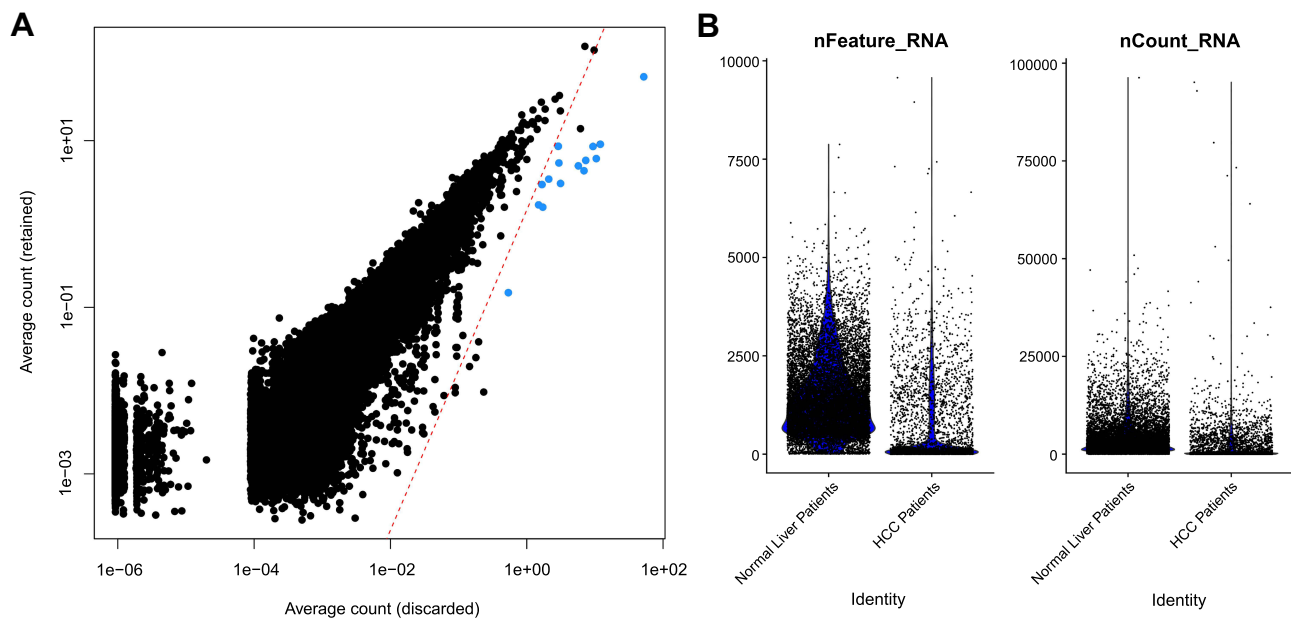 A
Average count (retained)
1e+01
1e-01
1e-03
1e-06
1e-04
1e-02
1e+00
1e+02
Average count (discarded)
B
nFeature_RNA
10000
7500
5000
2500
0
Normal Liver Patients
HCC Patients
Identity
nCount_RNA
100000
75000
50000
25000
0
Normal Liver Patients
HCC Patients
Identity